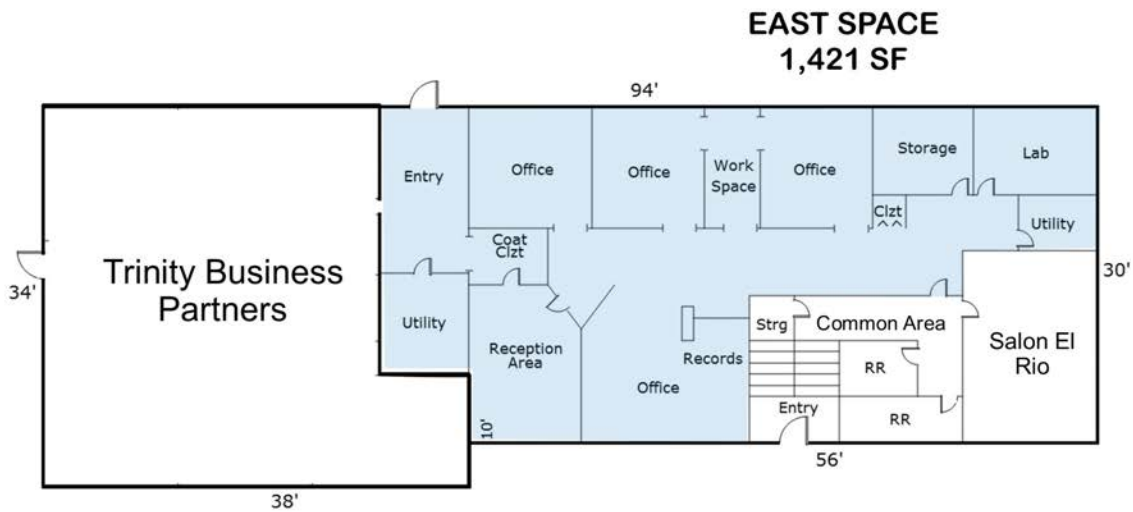 EAST SPACE
1,421 SF
94'
Entry
Office
Office
Work
Space
Office
Storage
Lab
Clzt
Utility
Coat
Clzt
Trinity Business
Partners
34'
30'
Utility
Reception
Area
10'
Office
Records
Strg
Common Area
RR
Salon El
Rio
Entry
RR
56'
38'